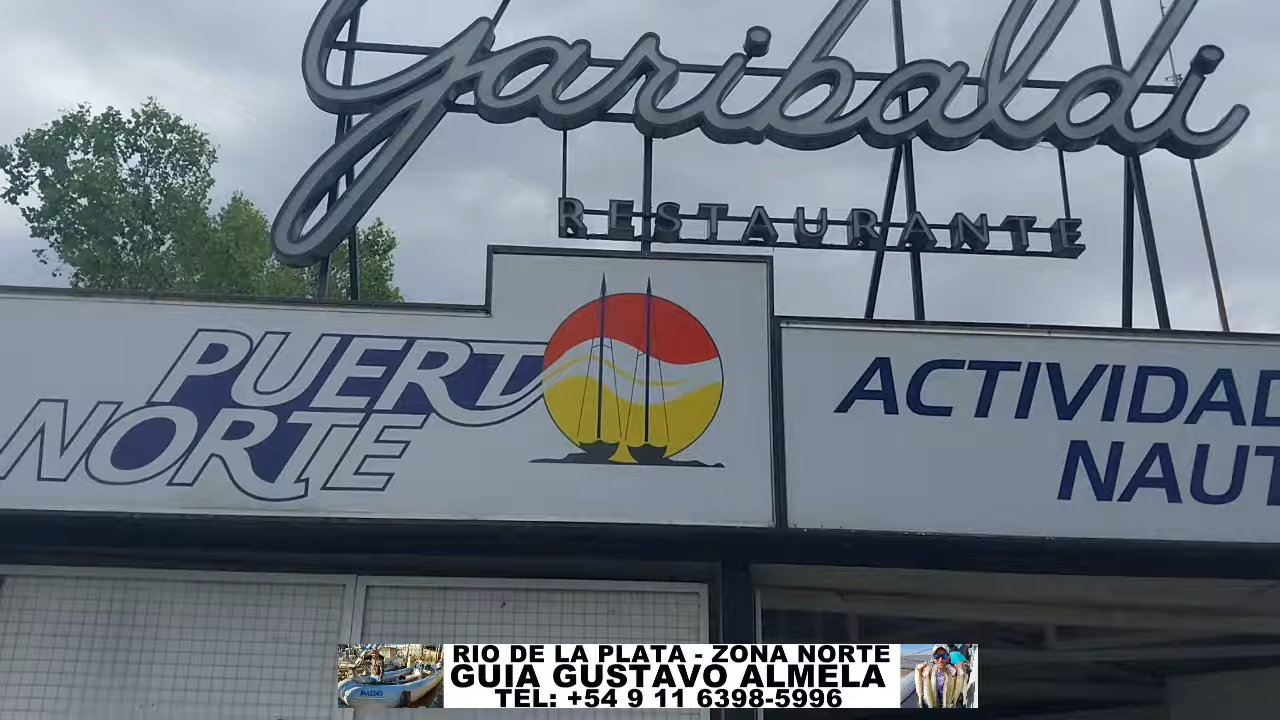 Garibaldi
RESTAURANTE
PUERTO
NORTE
ACTIVIDAD
NAUT
RIO DE LA PLATA - ZONA NORTE
GUIA GUSTAVO ALMELA
TEL: +54 9 11 6398-5996